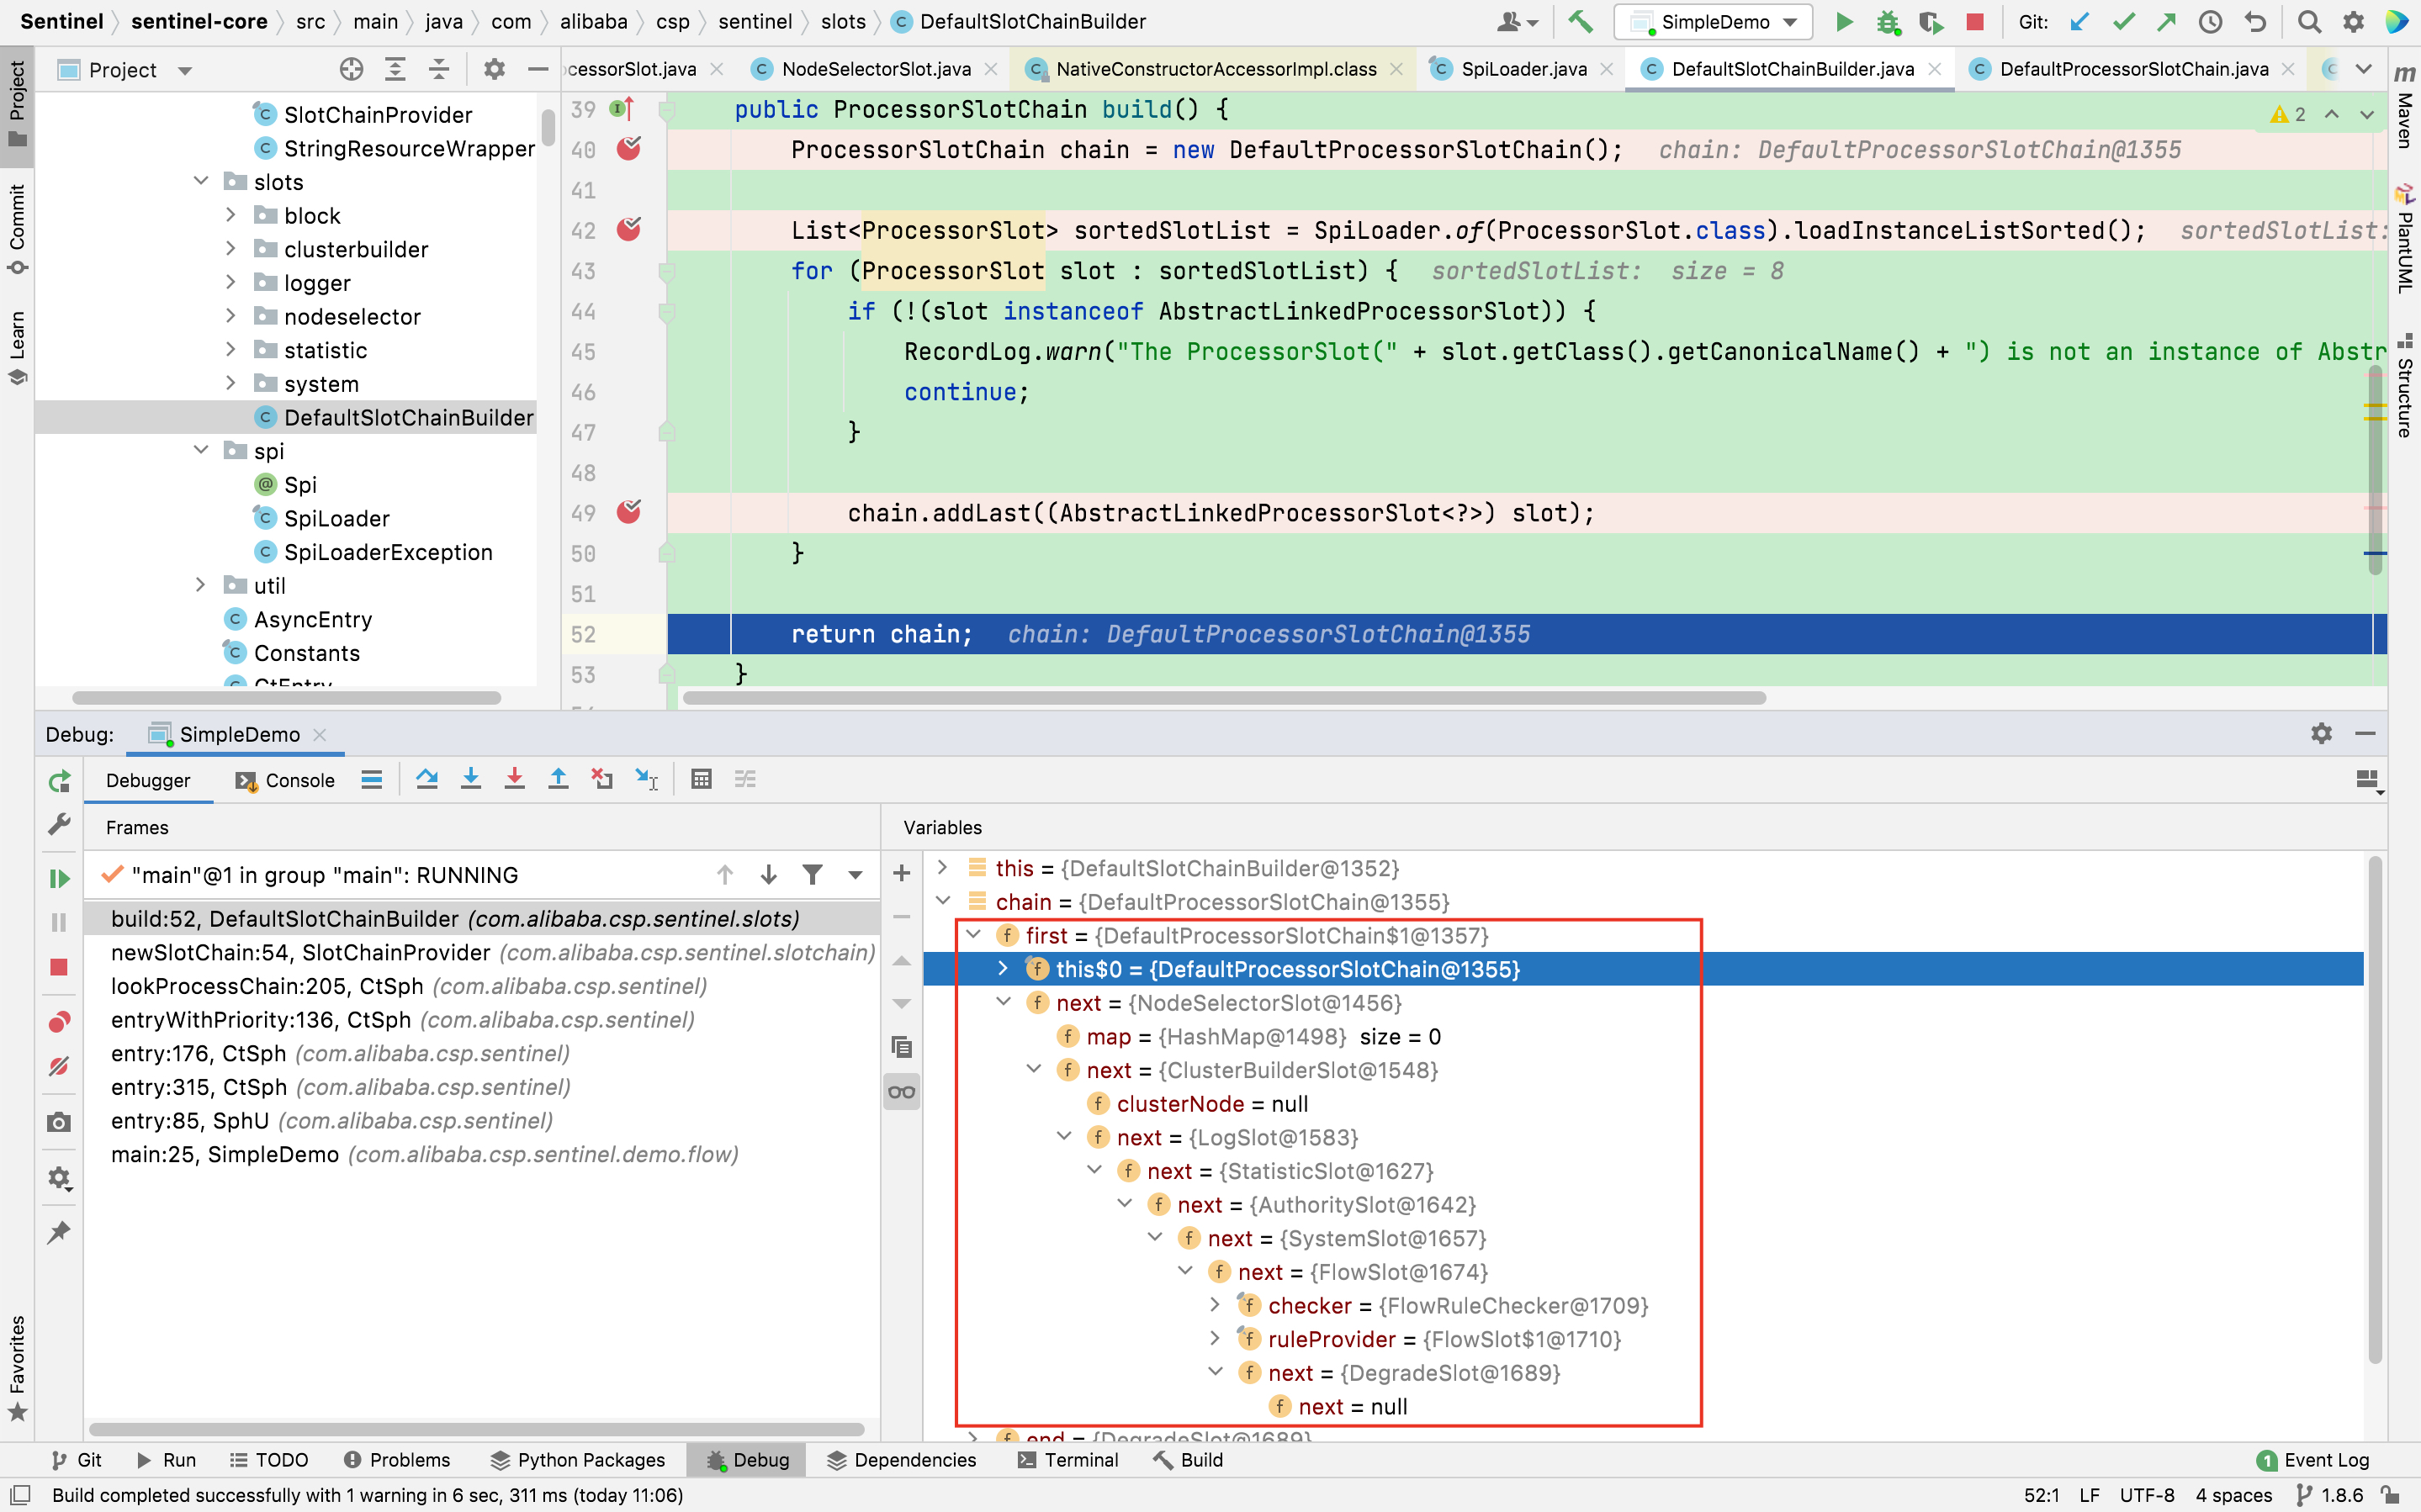 Sentinel sentinel-core src main java com alibaba csp sentinel slots DefaultSlotChainBuilder SimpleDemo Git:
Project cessorSlot.java NodeSelectorSlot.java NativeConstructorAccessorImpl.class SpiLoader.java DefaultSlotChainBuilder.java DefaultProcessorSlotChain.java
Project
Commit
Learn
Favorites
Maven
PlantUML
Structure
SlotChainProvider
StringResourceWrapper
slots
block
clusterbuilder
logger
nodeselector
statistic
system
DefaultSlotChainBuilder
spi
Spi
SpiLoader
SpiLoaderException
util
AsyncEntry
Constants
CtEntry
2
39 public ProcessorSlotChain build() {
40 ProcessorSlotChain chain = new DefaultProcessorSlotChain(); chain: DefaultProcessorSlotChain@1355
41
42 List<ProcessorSlot> sortedSlotList = SpiLoader.of(ProcessorSlot.class).loadInstanceListSorted(); sortedSlotList:
43 for (ProcessorSlot slot : sortedSlotList) { sortedSlotList: size = 8
44 if (!(slot instanceof AbstractLinkedProcessorSlot)) {
45 RecordLog.warn("The ProcessorSlot(" + slot.getClass().getCanonicalName() + ") is not an instance of Abstr
46 continue;
47 }
48
49 chain.addLast((AbstractLinkedProcessorSlot<?>) slot);
50 }
51
52 return chain; chain: DefaultProcessorSlotChain@1355
53 }
Debug: SimpleDemo
Debugger Console
Frames
"main"@1 in group "main": RUNNING
build:52, DefaultSlotChainBuilder (com.alibaba.csp.sentinel.slots)
newSlotChain:54, SlotChainProvider (com.alibaba.csp.sentinel.slotchain)
lookProcessChain:205, CtSph (com.alibaba.csp.sentinel)
entryWithPriority:136, CtSph (com.alibaba.csp.sentinel)
entry:176, CtSph (com.alibaba.csp.sentinel)
entry:315, CtSph (com.alibaba.csp.sentinel)
entry:85, SphU (com.alibaba.csp.sentinel)
main:25, SimpleDemo (com.alibaba.csp.sentinel.demo.flow)
Variables
this = {DefaultSlotChainBuilder@1352}
chain = {DefaultProcessorSlotChain@1355}
first = {DefaultProcessorSlotChain$1@1357}
this$0 = {DefaultProcessorSlotChain@1355}
next = {NodeSelectorSlot@1456}
map = {HashMap@1498} size = 0
next = {ClusterBuilderSlot@1548}
clusterNode = null
next = {LogSlot@1583}
next = {StatisticSlot@1627}
next = {AuthoritySlot@1642}
next = {SystemSlot@1657}
next = {FlowSlot@1674}
checker = {FlowRuleChecker@1709}
ruleProvider = {FlowSlot$1@1710}
next = {DegradeSlot@1689}
next = null
end = {DegradeSlot@1689}
Git Run TODO Problems Python Packages Debug Dependencies Terminal Build 1 Event Log
Build completed successfully with 1 warning in 6 sec, 311 ms (today 11:06) 52:1 LF UTF-8 4 spaces 1.8.6